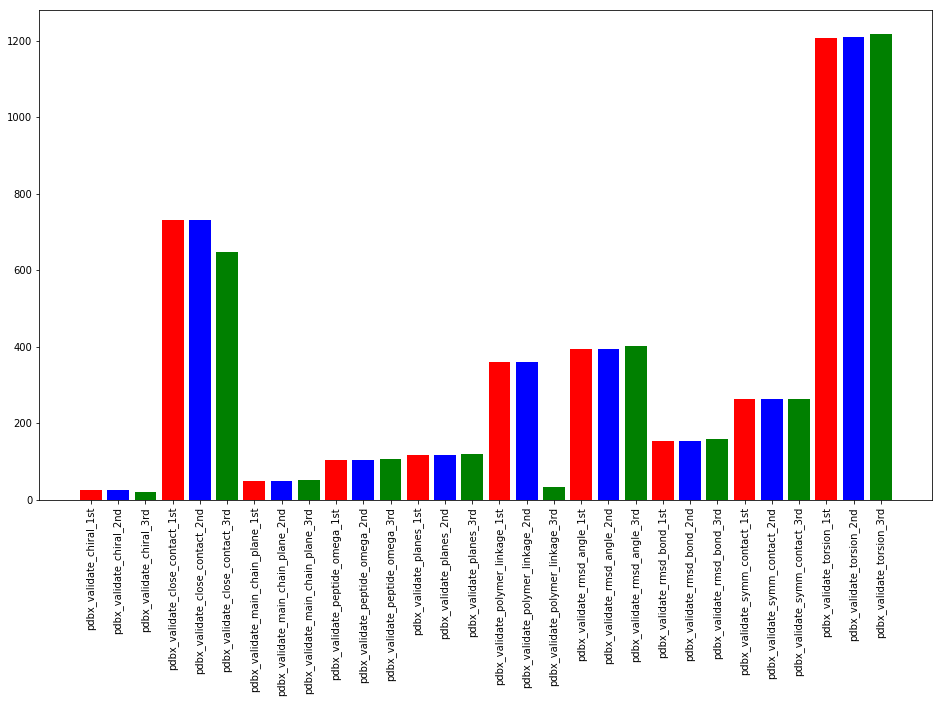 1200
1000
800
600
400
200
0
pdbx_validate_chiral_1st
pdbx_validate_chiral_2nd
pdbx_validate_chiral_3rd
pdbx_validate_close_contact_1st
pdbx_validate_close_contact_2nd
pdbx_validate_close_contact_3rd
pdbx_validate_main_chain_plane_1st
pdbx_validate_main_chain_plane_2nd
pdbx_validate_main_chain_plane_3rd
pdbx_validate_peptide_omega_1st
pdbx_validate_peptide_omega_2nd
pdbx_validate_peptide_omega_3rd
pdbx_validate_planes_1st
pdbx_validate_planes_2nd
pdbx_validate_planes_3rd
pdbx_validate_polymer_linkage_1st
pdbx_validate_polymer_linkage_2nd
pdbx_validate_polymer_linkage_3rd
pdbx_validate_rmsd_angle_1st
pdbx_validate_rmsd_angle_2nd
pdbx_validate_rmsd_angle_3rd
pdbx_validate_rmsd_bond_1st
pdbx_validate_rmsd_bond_2nd
pdbx_validate_rmsd_bond_3rd
pdbx_validate_symm_contact_1st
pdbx_validate_symm_contact_2nd
pdbx_validate_symm_contact_3rd
pdbx_validate_torsion_1st
pdbx_validate_torsion_2nd
pdbx_validate_torsion_3rd